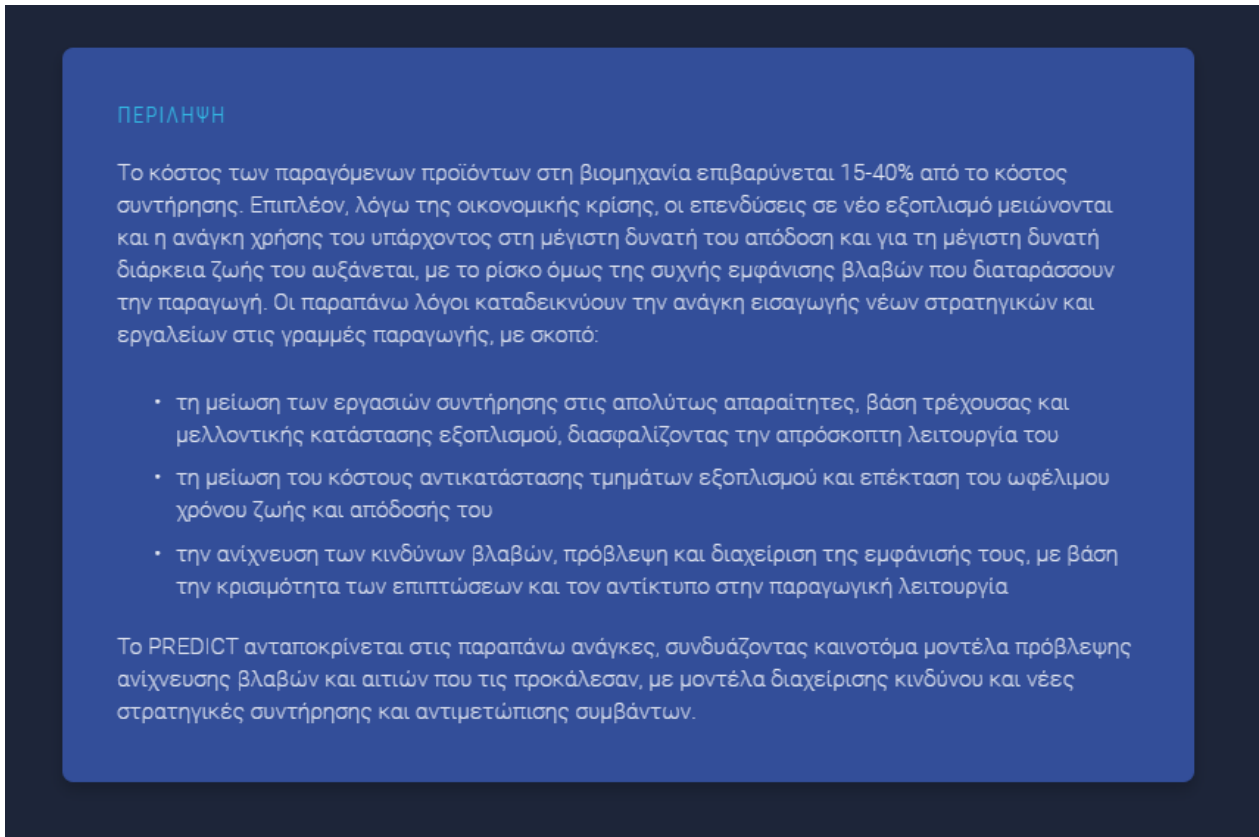 ΠΕΡΙΛΗΨΗ
Το κόστος των παραγόμενων προϊόντων στη βιομηχανία επιβαρύνεται 15-40% από το κόστος
συντήρησης. Επιπλέον, λόγω της οικονομικής κρίσης, οι επενδύσεις σε νέο εξοπλισμό μειώνονται
και η ανάγκη χρήσης του υπάρχοντος στη μέγιστη δυνατή του απόδοση και για τη μέγιστη δυνατή
διάρκεια ζωής του αυξάνεται, με το ρίσκο όμως της συχνής εμφάνισης βλαβών που διαταράσσουν
την παραγωγή. Οι παραπάνω λόγοι καταδεικνύουν την ανάγκη εισαγωγής νέων στρατηγικών και
εργαλείων στις γραμμές παραγωγής, με σκοπό:
• τη μείωση των εργασιών συντήρησης στις απολύτως απαραίτητες, βάση τρέχουσας και
μελλοντικής κατάστασης εξοπλισμού, διασφαλίζοντας την απρόσκοπτη λειτουργία του
• τη μείωση του κόστους αντικατάστασης τμημάτων εξοπλισμού και επέκταση του ωφέλιμου
χρόνου ζωής και απόδοσής του
• την ανίχνευση των κινδύνων βλαβών, πρόβλεψη και διαχείριση της εμφάνισής τους, με βάση
την κρισιμότητα των επιπτώσεων και τον αντίκτυπο στην παραγωγική λειτουργία
Το PREDICT ανταποκρίνεται στις παραπάνω ανάγκες, συνδυάζοντας καινοτόμα μοντέλα πρόβλεψης
ανίχνευσης βλαβών και αιτιών που τις προκάλεσαν, με μοντέλα διαχείρισης κινδύνου και νέες
στρατηγικές συντήρησης και αντιμετώπισης συμβάντων.